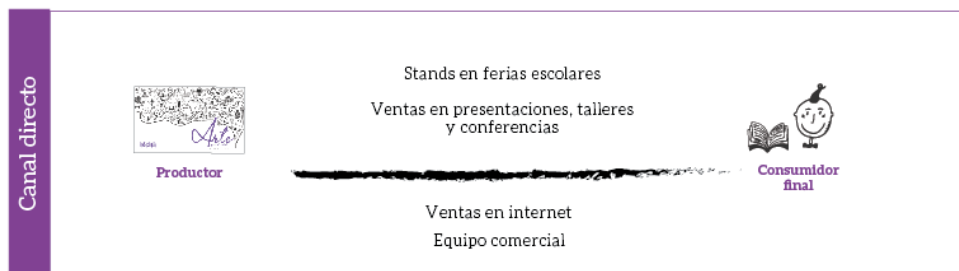 Canal directo
Stands en ferias escolares
Ventas en presentaciones, talleres
y conferencias
Arte
Productor
Consumidor
final
Ventas en internet
Equipo comercial